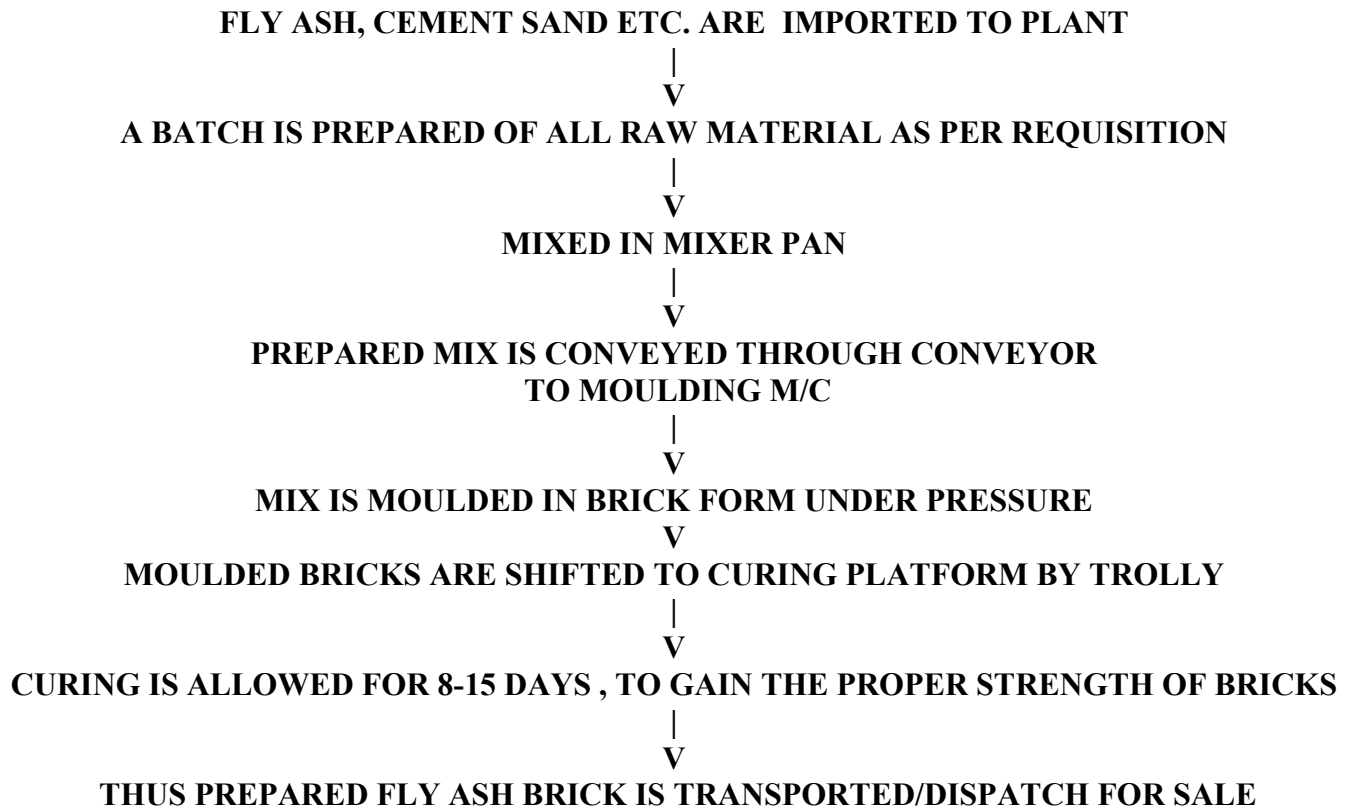 FLY ASH, CEMENT SAND ETC. ARE  IMPORTED TO PLANT
|
V
A BATCH IS PREPARED OF ALL RAW MATERIAL AS PER REQUISITION
|
V
MIXED IN MIXER PAN
|
V
PREPARED MIX IS CONVEYED THROUGH CONVEYOR
TO MOULDING M/C
|
V
MIX IS MOULDED IN BRICK FORM UNDER PRESSURE
V
MOULDED BRICKS ARE SHIFTED TO CURING PLATFORM BY TROLLY
|
V
CURING IS ALLOWED FOR 8-15 DAYS , TO GAIN THE PROPER STRENGTH OF BRICKS
|
V
THUS PREPARED FLY ASH BRICK IS TRANSPORTED/DISPATCH FOR SALE